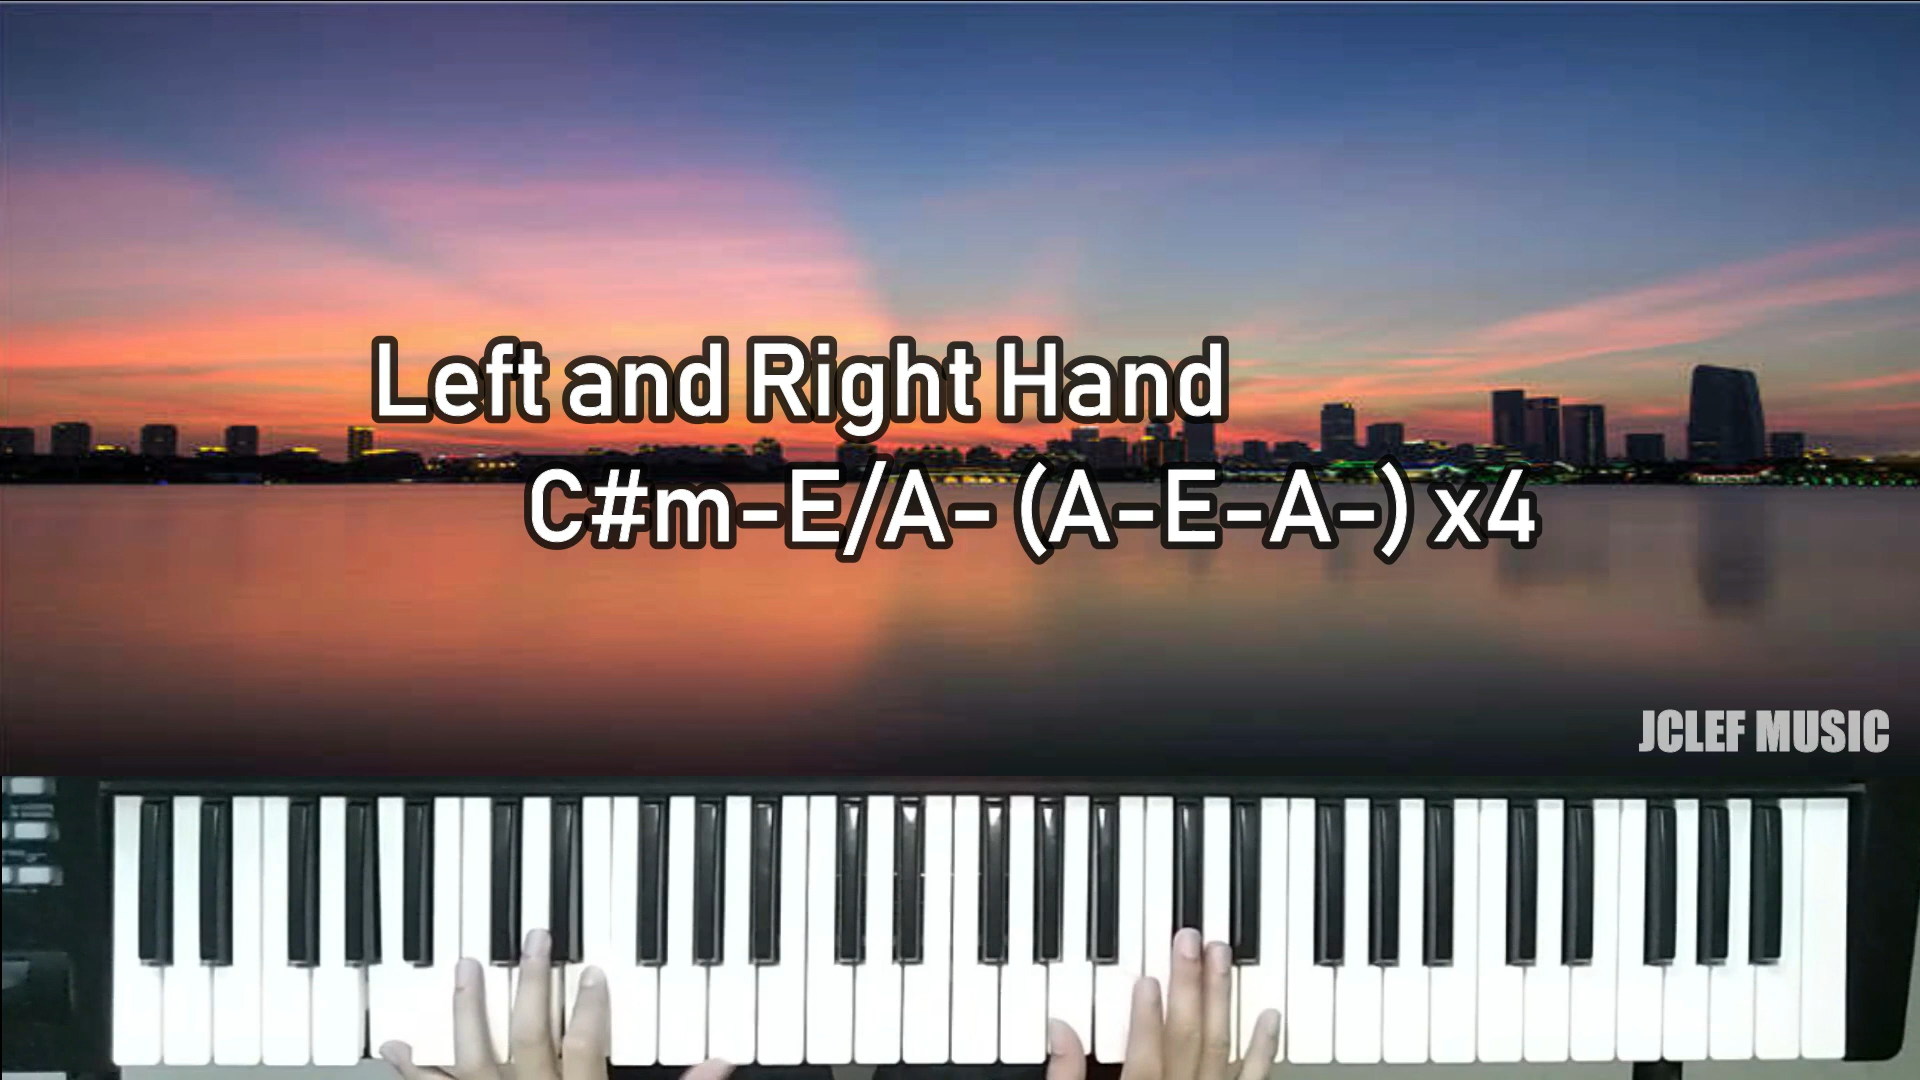 Left and Right Hand
C#m-E/A- (A-E-A-) x4
JCLEF MUSIC